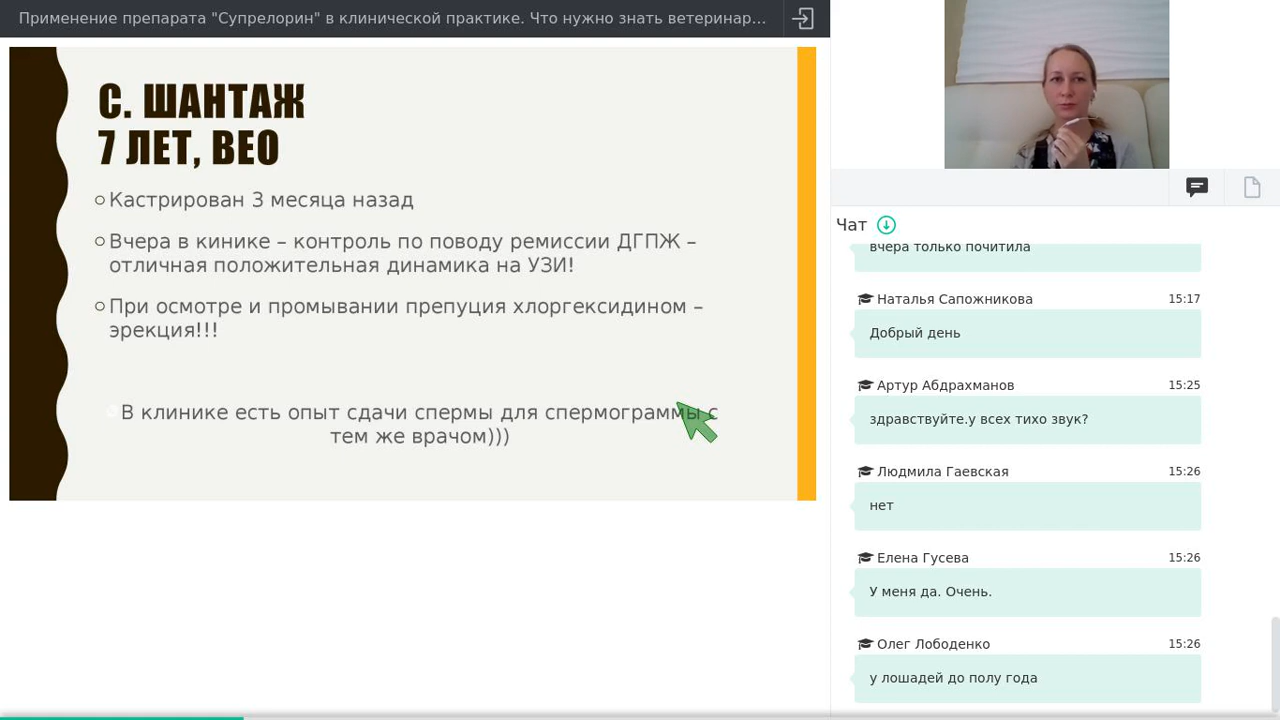 Применение препарата "Супрелорин" в клинической практике. Что нужно знать ветеринар...
С. ШАНТАЖ
7 ЛЕТ, ВЕО
Кастрирован 3 месяца назад
Вчера в кинике – контроль по поводу ремиссии ДГПЖ –
отличная положительная динамика на УЗИ!
При осмотре и промывании препуция хлоргексидином –
эрекция!!!
В клинике есть опыт сдачи спермы для спермограммы с
тем же врачом)))
Чат
вчера только почитила
Наталья Сапожникова 15:17
Добрый день
Артур Абдрахманов 15:25
здравствуйте.у всех тихо звук?
Людмила Гаевская 15:26
нет
Елена Гусева 15:26
У меня да. Очень.
Олег Лободенко 15:26
у лошадей до полу года